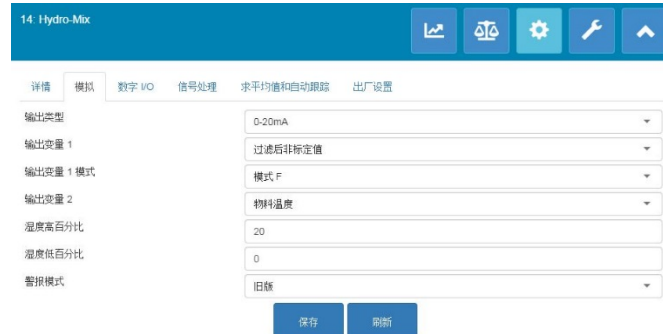 14: Hydro-Mix
详情 模拟 数字 I/O 信号处理 求平均值和自动跟踪 出厂设置
输出类型 0-20mA
输出变量 1 过滤后非标定值
输出变量 1 模式 模式 F
输出变量 2 物料温度
湿度高百分比 20
湿度低百分比 0
警报模式 旧版
保存 刷新